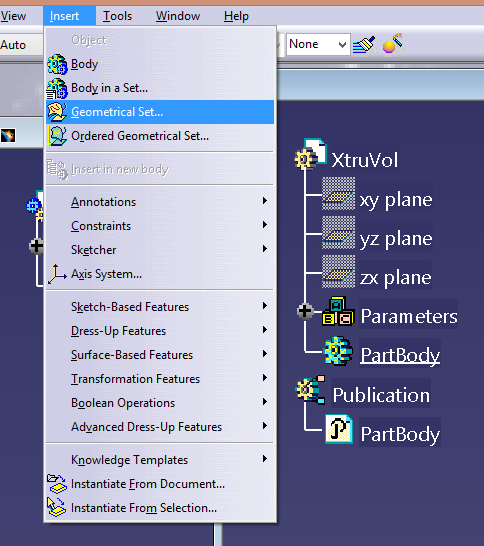 View Insert Tools Window Help
Auto
None
Object
Body
Body in a Set...
Geometrical Set...
Ordered Geometrical Set...
Insert in new body
Annotations
Constraints
Sketcher
Axis System...
Sketch-Based Features
Dress-Up Features
Surface-Based Features
Transformation Features
Boolean Operations
Advanced Dress-Up Features
Knowledge Templates
Instantiate From Document...
Instantiate From Selection...
XtruVol
xy plane
yz plane
zx plane
Parameters
PartBody
Publication
PartBody